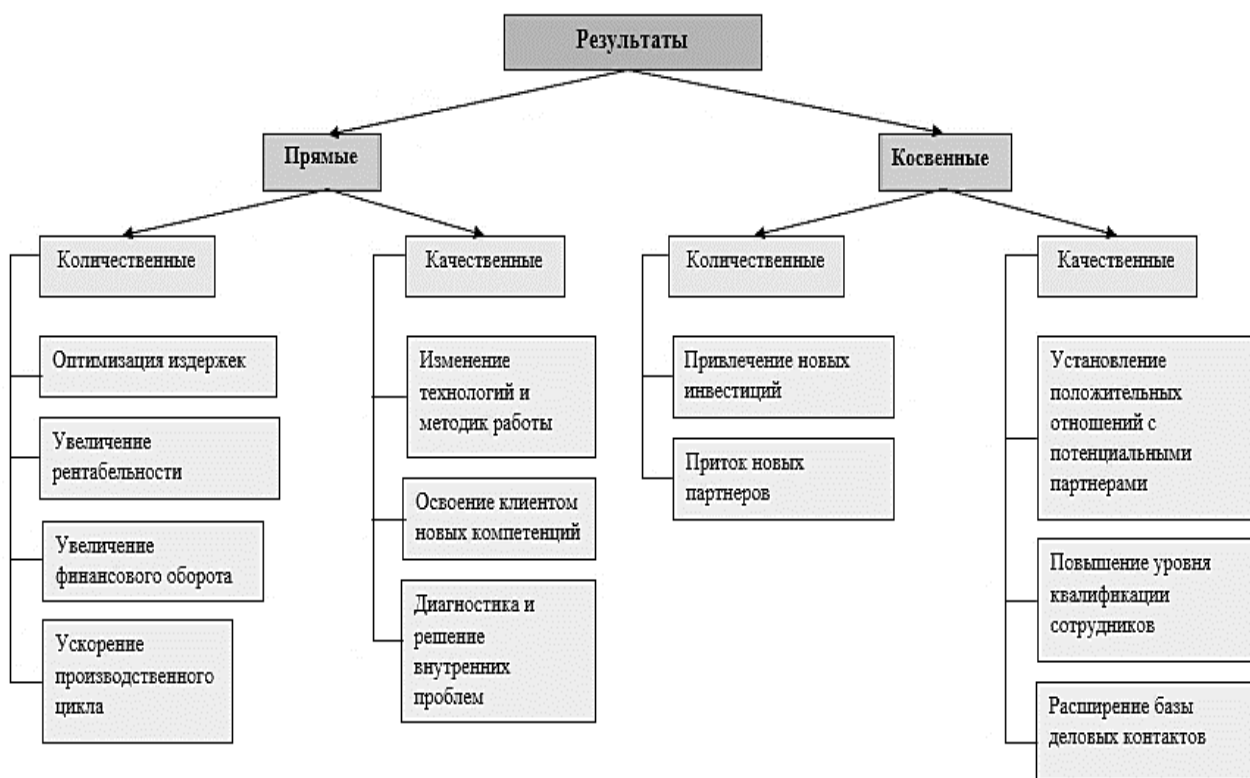 Результаты
Прямые
Косвенные
Количественные
Качественные
Количественные
Качественные
Оптимизация издержек
Увеличение
рентабельности
Увеличение
финансового оборота
Ускорение
производственного
цикла
Изменение
технологий и
методик работы
Освоение клиентом
новых компетенций
Диагностика и
решение
внутренних
проблем
Привлечение новых
инвестиций
Приток новых
партнеров
Установление
положительных
отношений с
потенциальными
партнерами
Повышение уровня
квалификации
сотрудников
Расширение базы
деловых контактов